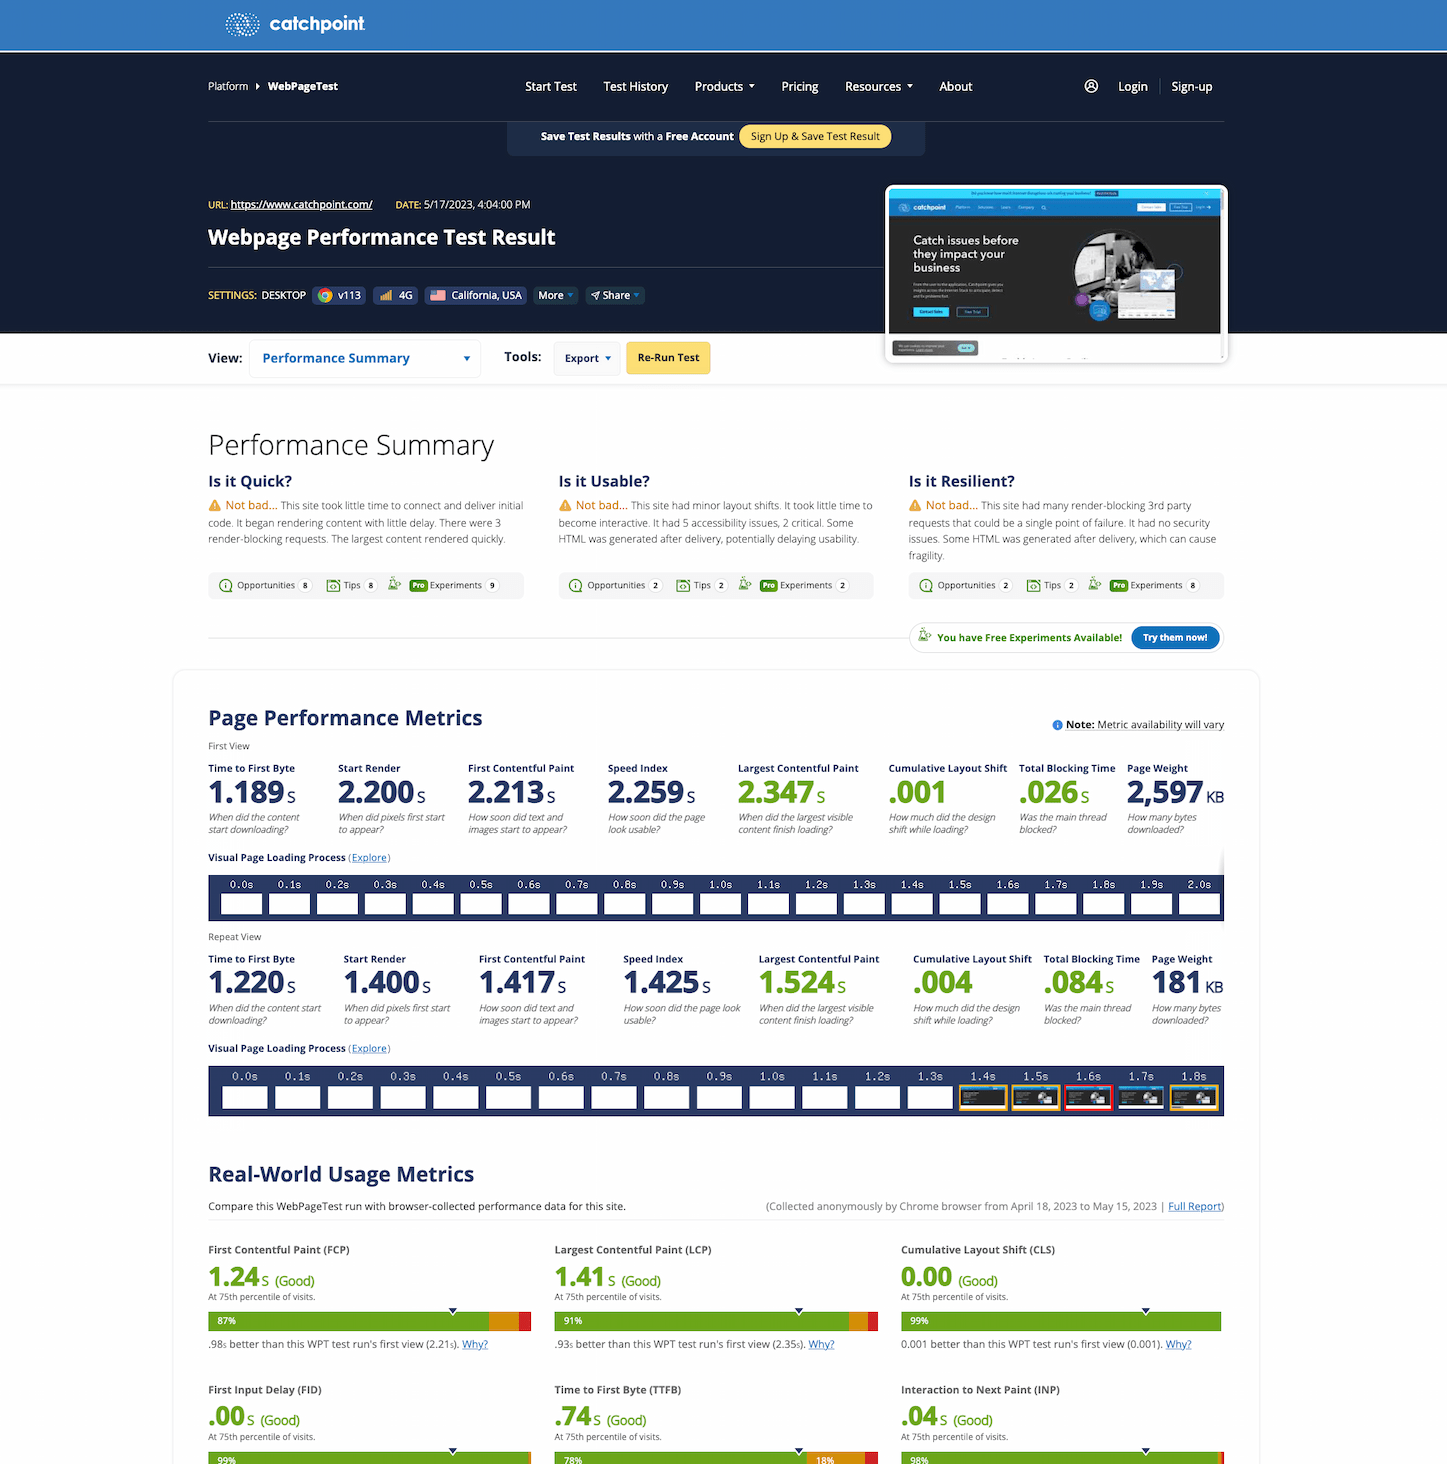 catchpoint
Platform WebPageTest
Start Test Test History Products Pricing Resources About Login Sign-up
Save Test Results with a Free Account Sign Up & Save Test Result
URL: https://www.catchpoint.com/ DATE: 5/17/2023, 4:04:00 PM
Webpage Performance Test Result
SETTINGS: DESKTOP v113 4G California, USA More Share
catchpoint
Catch issues before
they impact your
business
View: Performance Summary Tools: Export Re-Run Test
Performance Summary
Is it Quick?
Not bad... This site took little time to connect and deliver initial
code. It began rendering content with little delay. There were 3
render-blocking requests. The largest content rendered quickly.
Opportunities 8 Tips 8 Pro Experiments 9
Is it Usable?
Not bad... This site had minor layout shifts. It took little time to
become interactive. It had 5 accessibility issues, 2 critical. Some
HTML was generated after delivery, potentially delaying usability.
Opportunities 2 Tips 2 Pro Experiments 2
Is it Resilient?
Not bad... This site had many render-blocking 3rd party
requests that could be a single point of failure. It had no security
issues. Some HTML was generated after delivery, which can cause
fragility.
Opportunities 2 Tips 2 Pro Experiments 8
You have Free Experiments Available! Try them now!
Page Performance Metrics
Note: Metric availability will vary
First View
Time to First Byte
1.189 S
When did the content
start downloading?
Start Render
2.200 S
When did pixels first start
to appear?
First Contentful Paint
2.213 S
How soon did text and
images start to appear?
Speed Index
2.259 S
How soon did the page
look usable?
Largest Contentful Paint
2.347 S
When did the largest visible
content finish loading?
Cumulative Layout Shift
.001
How much did the design
shift while loading?
Total Blocking Time
.026 S
Was the main thread
blocked?
Page Weight
2,597 KB
How many bytes
downloaded?
Visual Page Loading Process (Explore)
0.0s 0.1s 0.2s 0.3s 0.4s 0.5s 0.6s 0.7s 0.8s 0.9s 1.0s 1.1s 1.2s 1.3s 1.4s 1.5s 1.6s 1.7s 1.8s 1.9s 2.0s
Repeat View
Time to First Byte
1.220 S
When did the content start
downloading?
Start Render
1.400 S
When did pixels first start
to appear?
First Contentful Paint
1.417 S
How soon did text and
images start to appear?
Speed Index
1.425 S
How soon did the page look
usable?
Largest Contentful Paint
1.524 S
When did the largest visible
content finish loading?
Cumulative Layout Shift
.004
How much did the design
shift while loading?
Total Blocking Time
.084 S
Was the main thread
blocked?
Page Weight
181 KB
How many bytes
downloaded?
Visual Page Loading Process (Explore)
0.0s 0.1s 0.2s 0.3s 0.4s 0.5s 0.6s 0.7s 0.8s 0.9s 1.0s 1.1s 1.2s 1.3s 1.4s 1.5s 1.6s 1.7s 1.8s
Real-World Usage Metrics
Compare this WebPageTest run with browser-collected performance data for this site.
(Collected anonymously by Chrome browser from April 18, 2023 to May 15, 2023 | Full Report)
First Contentful Paint (FCP)
1.24 S (Good)
At 75th percentile of visits.
87%
.98s better than this WPT test run's first view (2.21s). Why?
Largest Contentful Paint (LCP)
1.41 S (Good)
At 75th percentile of visits.
91%
.93s better than this WPT test run's first view (2.35s). Why?
Cumulative Layout Shift (CLS)
0.00 (Good)
At 75th percentile of visits.
99%
0.001 better than this WPT test run's first view (0.001). Why?
First Input Delay (FID)
.00 S (Good)
At 75th percentile of visits.
99%
Time to First Byte (TTFB)
.74 S (Good)
At 75th percentile of visits.
78% 18%
Interaction to Next Paint (INP)
.04 S (Good)
At 75th percentile of visits.
98%